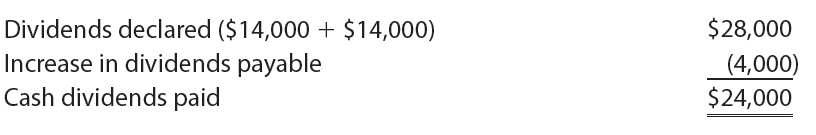 Dividends declared ($14,000 + $14,000) $28,000
Increase in dividends payable (4,000)
Cash dividends paid $24,000